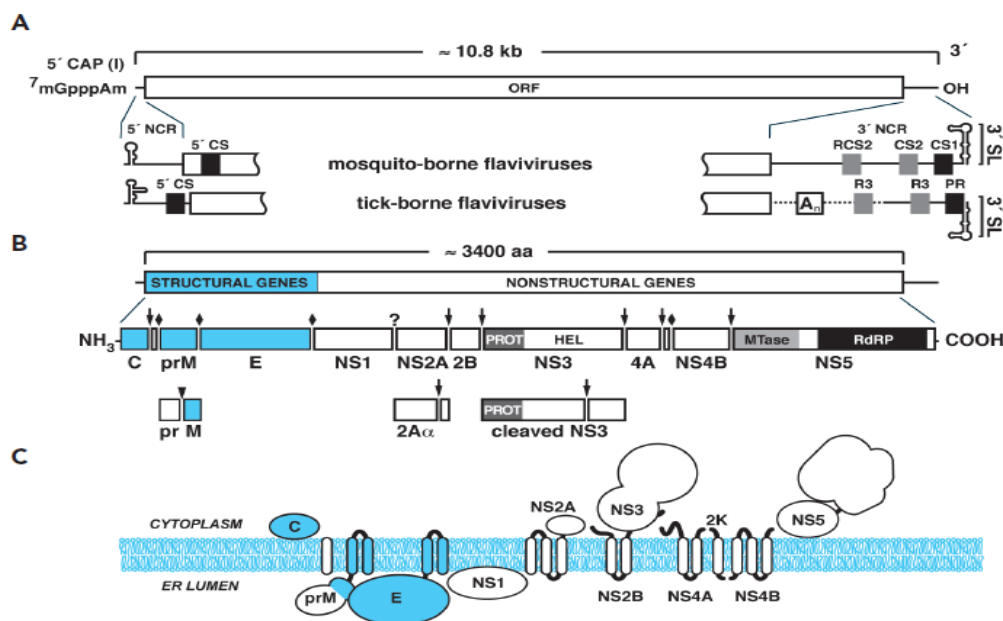 A
≈ 10.8 kb
5´ CAP (I)
3´
7mGpppAm
ORF
OH
5´ NCR
3´ NCR
5´ CS
RCS2 CS2 CS1
mosquito-borne flaviviruses
3´ SL
5´ CS
R3 R3 PR
tick-borne flaviviruses
An
3´ SL
B
≈ 3400 aa
STRUCTURAL GENES NONSTRUCTURAL GENES
?
NH3 PROT HEL MTase RdRP COOH
C prM E NS1 NS2A 2B NS3 4A NS4B NS5
PROT
pr M 2Aα cleaved NS3
C
NS2A NS3 2K NS5
CYTOPLASM C
ER LUMEN
prM E NS1 NS2B NS4A NS4B